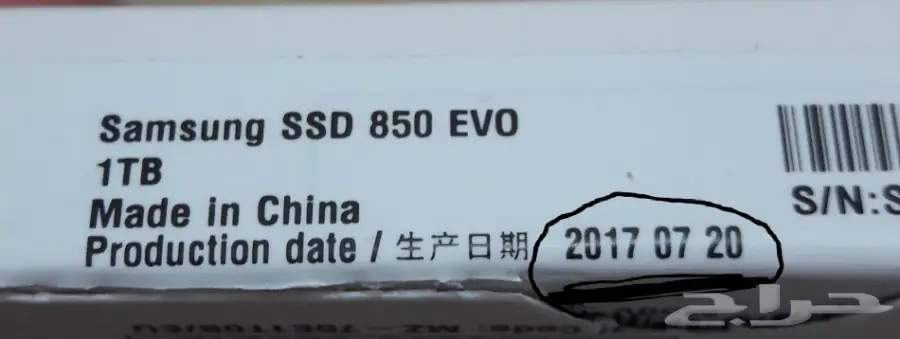 Samsung SSD 850 EVO
1TB
Made in China
Production date / 生产日期 2017 07 20
S/N:S
حراج